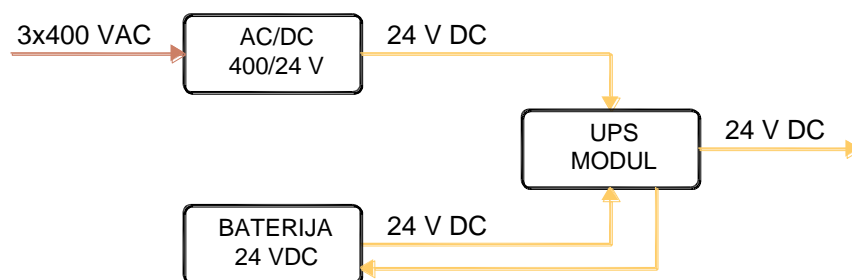 3x400 VAC
AC/DC
400/24 V
24 V DC
UPS
MODUL
24 V DC
BATERIJA
24 VDC
24 V DC